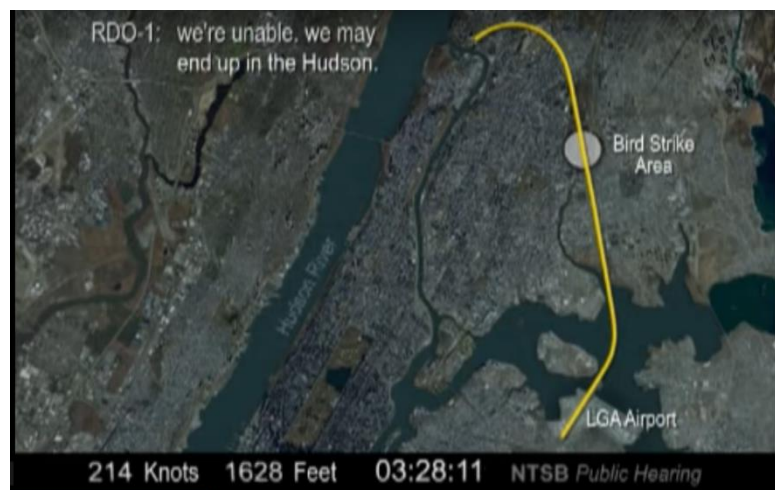 RDO-1: we're unable. we may
end up in the Hudson.
Bird Strike
Area
Hudson River
LGA Airport
214 Knots 1628 Feet 03:28:11 NTSB Public Hearing